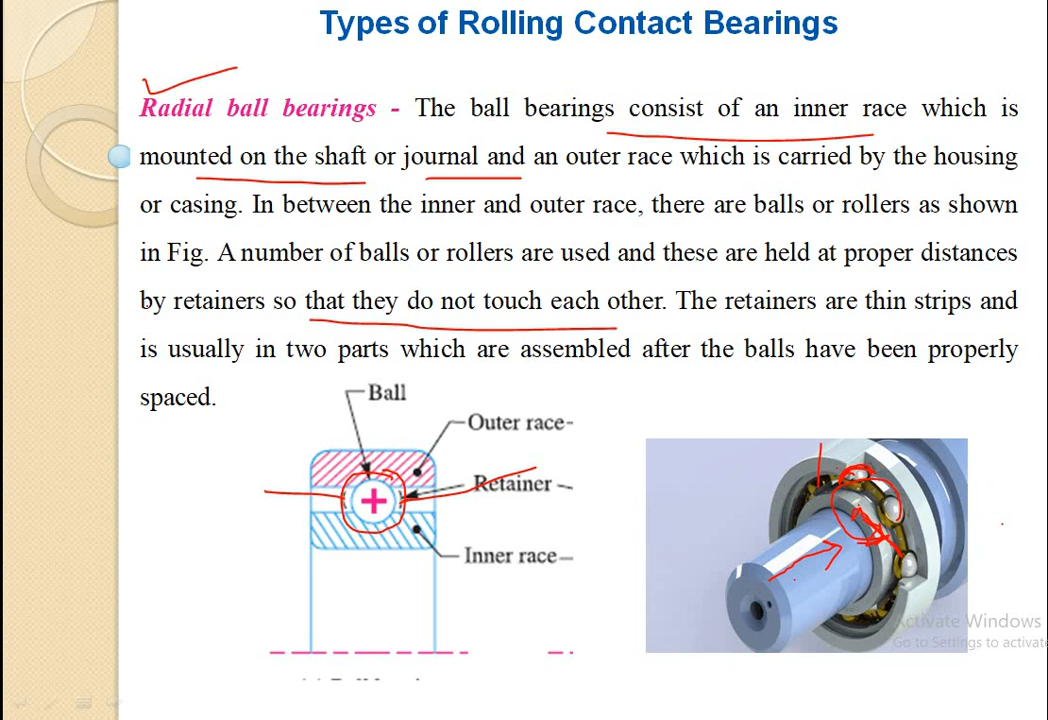 Types of Rolling Contact Bearings
Radial ball bearings - The ball bearings consist of an inner race which is
mounted on the shaft or journal and an outer race which is carried by the housing
or casing. In between the inner and outer race, there are balls or rollers as shown
in Fig. A number of balls or rollers are used and these are held at proper distances
by retainers so that they do not touch each other. The retainers are thin strips and
is usually in two parts which are assembled after the balls have been properly
spaced.
Ball
Outer race
Retainer
Inner race
Activate Windows
Go to Settings to activate